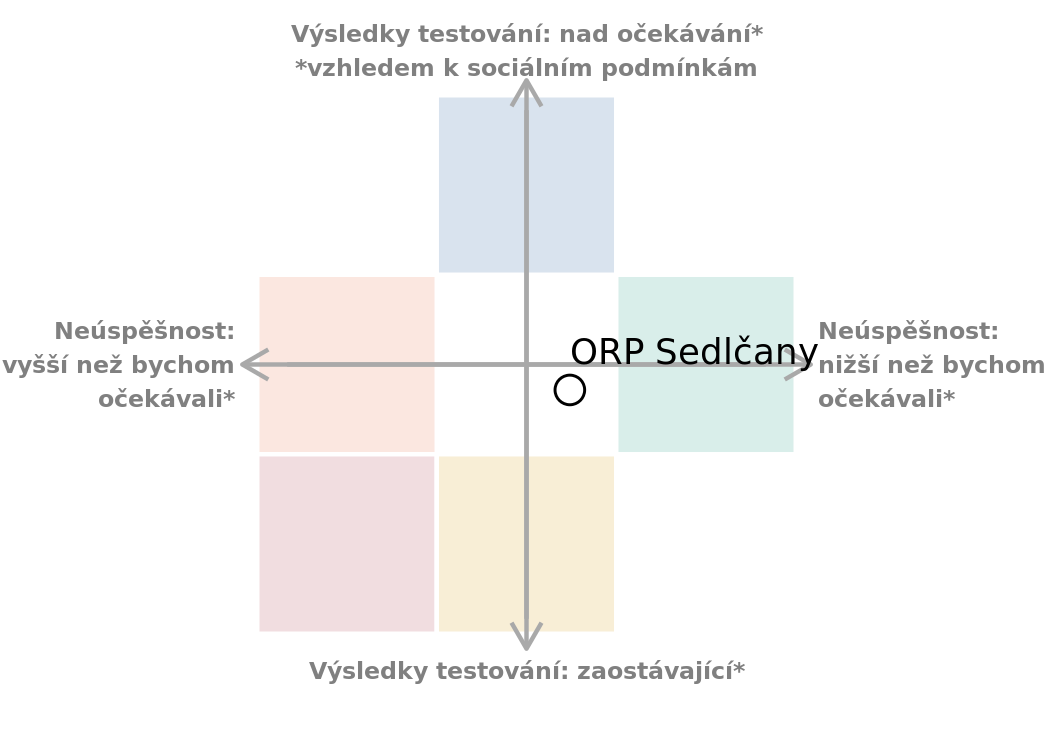 Výsledky testování: nad očekávání*
*vzhledem k sociálním podmínkám
Neúspěšnost:
vyšší než bychom
očekávali*
ORP Sedlčany
Neúspěšnost:
nižší než bychom
očekávali*
Výsledky testování: zaostávající*